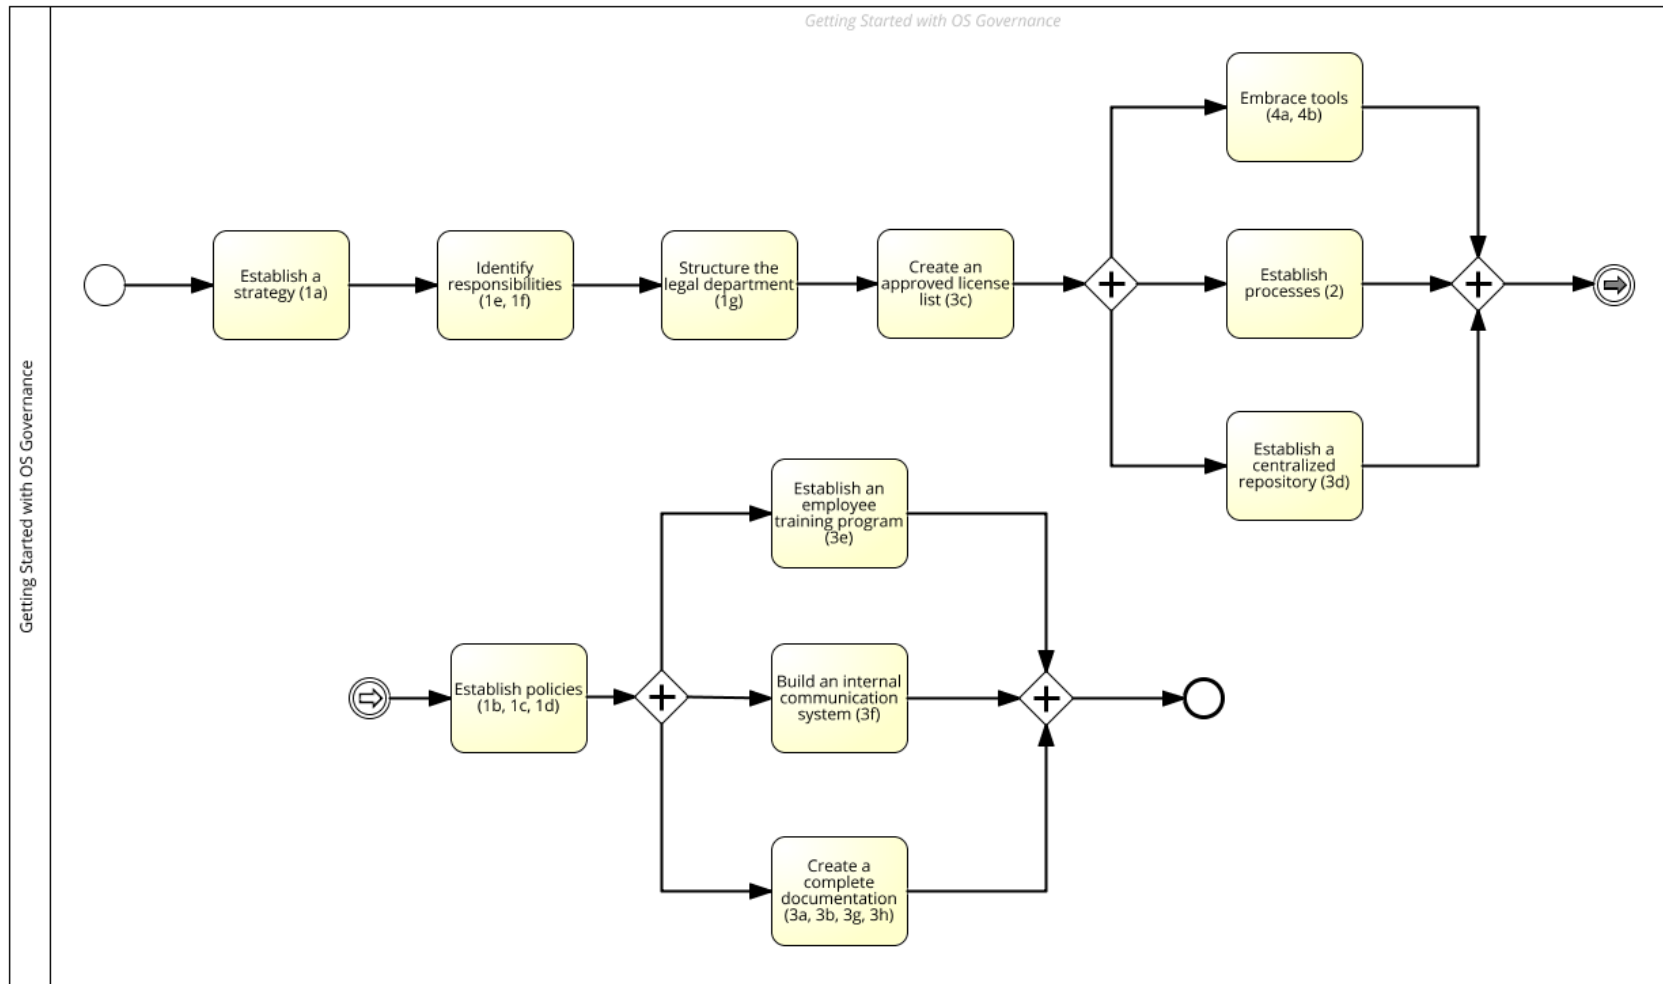 Getting Started with OS Governance
Getting Started with OS Governance
Embrace tools
(4a, 4b)
Establish a
strategy (1a)
Identify
responsibilities
(1e, 1f)
Structure the
legal department
(1g)
Create an
approved license
list (3c)
Establish
processes (2)
Establish a
centralized
repository (3d)
Establish an
employee
training program
(3e)
Establish policies
(1b, 1c, 1d)
Build an internal
communication
system (3f)
Create a
complete
documentation
(3a, 3b, 3g, 3h)